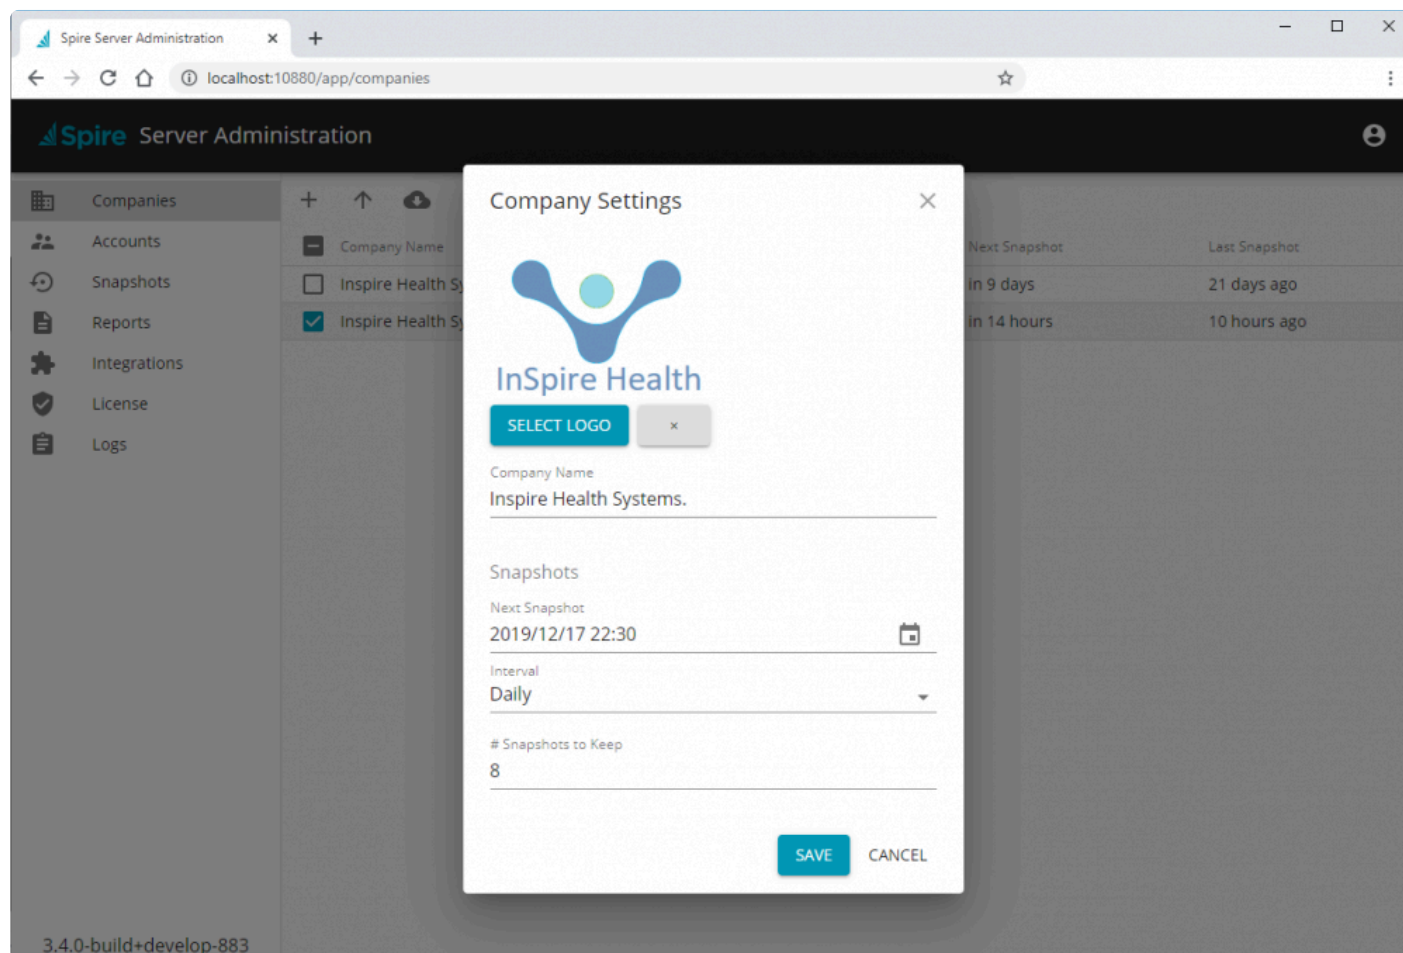 Spire Server Administration
localhost:10880/app/companies
Spire Server Administration
Companies
Accounts
Snapshots
Reports
Integrations
License
Logs
3.4.0-build+develop-883
Company Name
Next Snapshot
Last Snapshot
Inspire Health Sy
in 9 days
21 days ago
Inspire Health Sy
in 14 hours
10 hours ago
Company Settings
InSpire Health
SELECT LOGO
×
Company Name
Inspire Health Systems.
Snapshots
Next Snapshot
2019/12/17 22:30
Interval
Daily
# Snapshots to Keep
8
SAVE
CANCEL